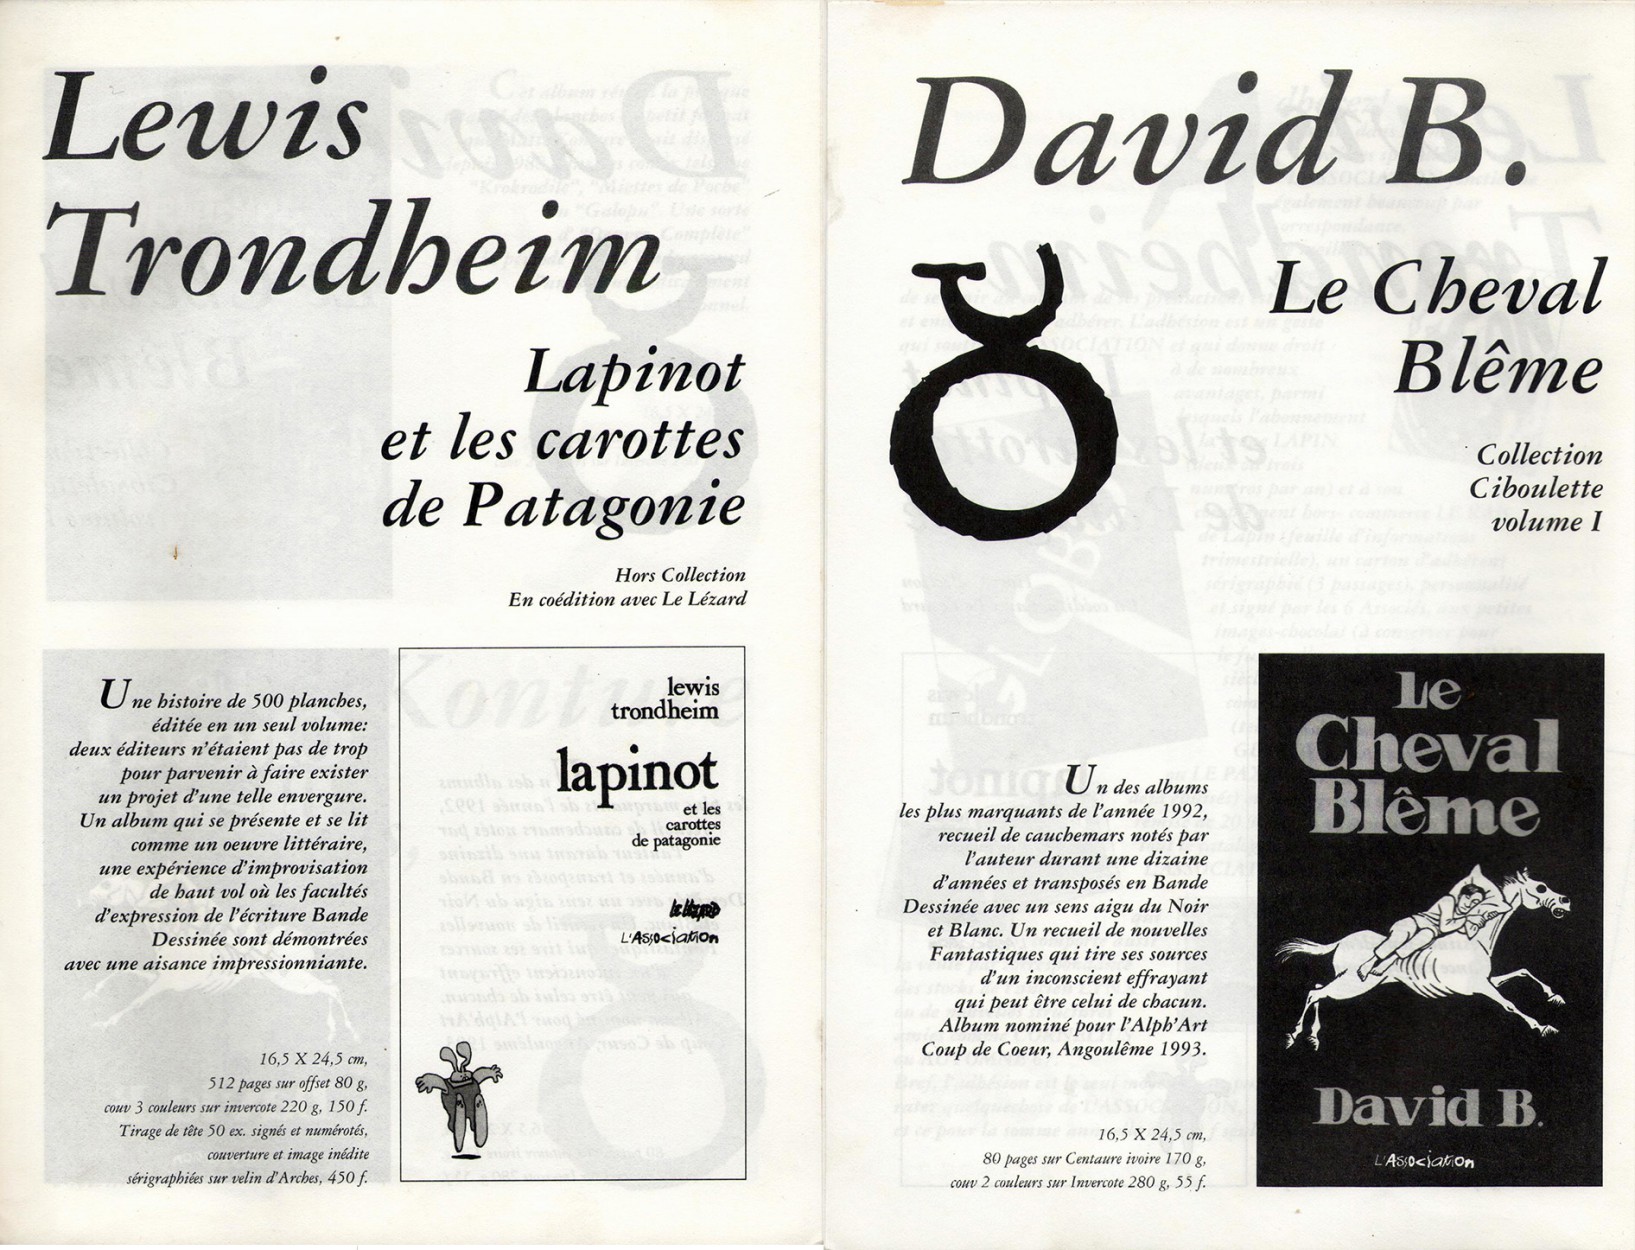 Lewis
Trondheim
Lapinot
et les carottes
de Patagonie
Hors Collection
En coédition avec Le Lézard
Une histoire de 500 planches,
éditée en un seul volume:
deux éditeurs n'étaient pas de trop
pour parvenir à faire exister
un projet d'une telle envergure.
Un album qui se présente et se lit
comme un oeuvre littéraire,
une expérience d'improvisation
de haut vol où les facultés
d'expression de l'écriture Bande
Dessinée sont démontrées
avec une aisance impressionniante.
16,5 X 24,5 cm,
512 pages sur offset 80 g,
couv 3 couleurs sur invercote 220 g, 150 f.
Tirage de tête 50 ex. signés et numérotés,
couverture et image inédite
sérigraphiées sur velin d'Arches, 450 f.
lewis
trondheim
lapinot
et les
carottes
de patagonie
LE LÉZARD
L'ASSOCIATION
David B.
Le Cheval
Blême
Collection
Ciboulette
volume I
Un des albums
les plus marquants de l'année 1992,
recueil de cauchemars notés par
l'auteur durant une dizaine
d'années et transposés en Bande
Dessinée avec un sens aigu du Noir
et Blanc. Un recueil de nouvelles
Fantastiques qui tire ses sources
d'un inconscient effrayant
qui peut être celui de chacun.
Album nominé pour l'Alph'Art
Coup de Coeur, Angoulême 1993.
16,5 X 24,5 cm,
80 pages sur Centaure ivoire 170 g,
couv 2 couleurs sur Invercote 280 g, 55 f.
Le
Cheval
Blême
David B.
L'ASSOCIATION